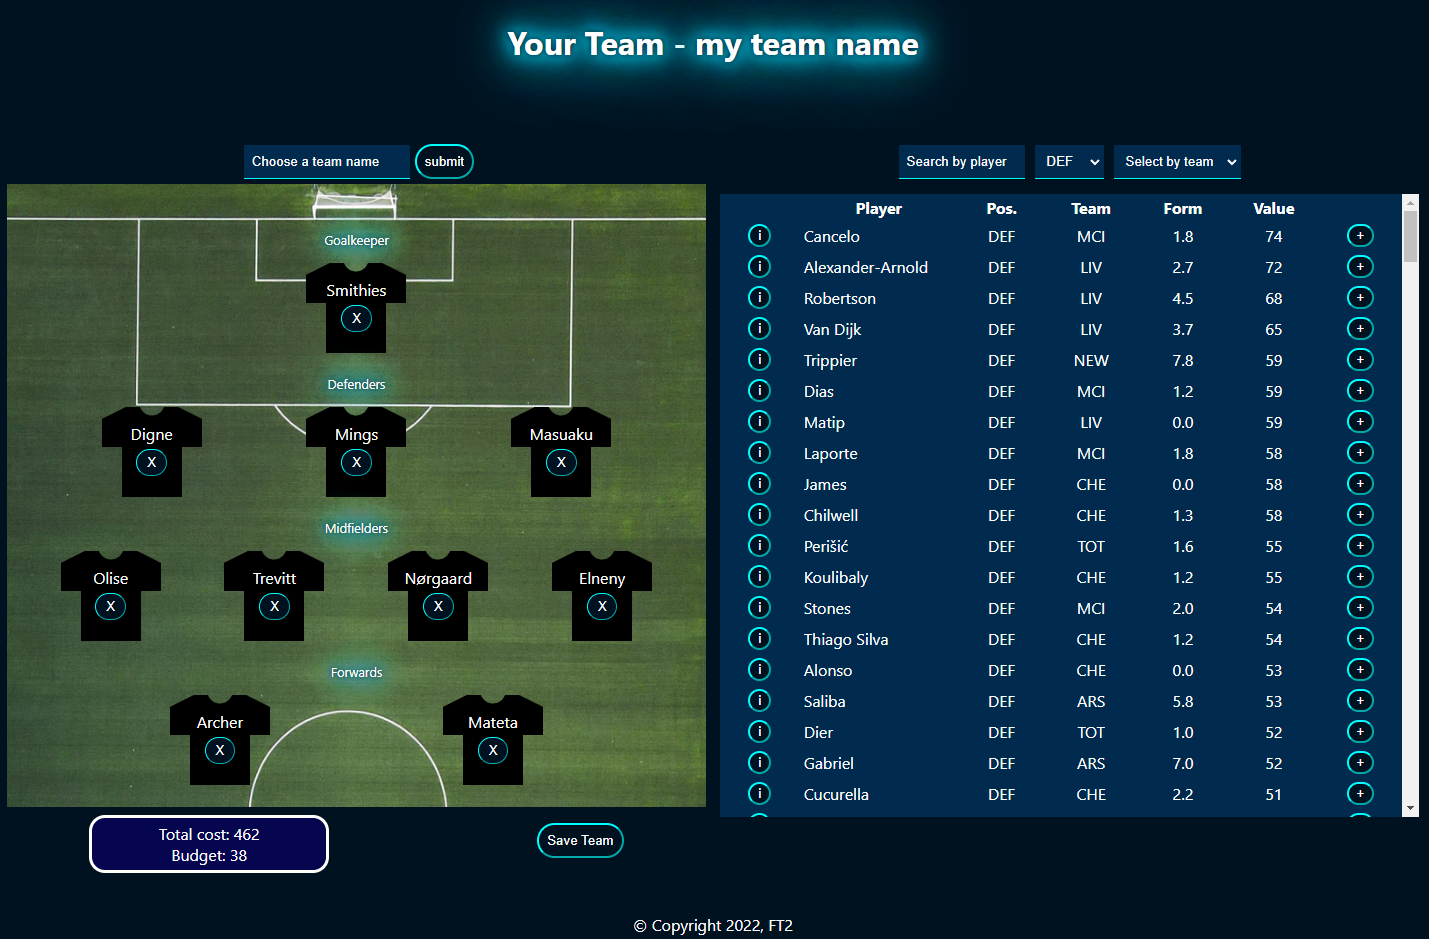 Your Team - my team name
Choose a team name submit
Search by player DEF Select by team
Goalkeeper
Smithies
X
Defenders
Digne Mings Masuaku
X X X
Midfielders
Olise Trevitt Nørgaard Elneny
X X X X
Forwards
Archer Mateta
X X
Total cost: 462
Budget: 38
Save Team
Player Pos. Team Form Value
i Cancelo DEF MCI 1.8 74 +
i Alexander-Arnold DEF LIV 2.7 72 +
i Robertson DEF LIV 4.5 68 +
i Van Dijk DEF LIV 3.7 65 +
i Trippier DEF NEW 7.8 59 +
i Dias DEF MCI 1.2 59 +
i Matip DEF LIV 0.0 59 +
i Laporte DEF MCI 1.8 58 +
i James DEF CHE 0.0 58 +
i Chilwell DEF CHE 1.3 58 +
i Perišić DEF TOT 1.6 55 +
i Koulibaly DEF CHE 1.2 55 +
i Stones DEF MCI 2.0 54 +
i Thiago Silva DEF CHE 1.2 54 +
i Alonso DEF CHE 0.0 53 +
i Saliba DEF ARS 5.8 53 +
i Dier DEF TOT 1.0 52 +
i Gabriel DEF ARS 7.0 52 +
i Cucurella DEF CHE 2.2 51 +
© Copyright 2022, FT2